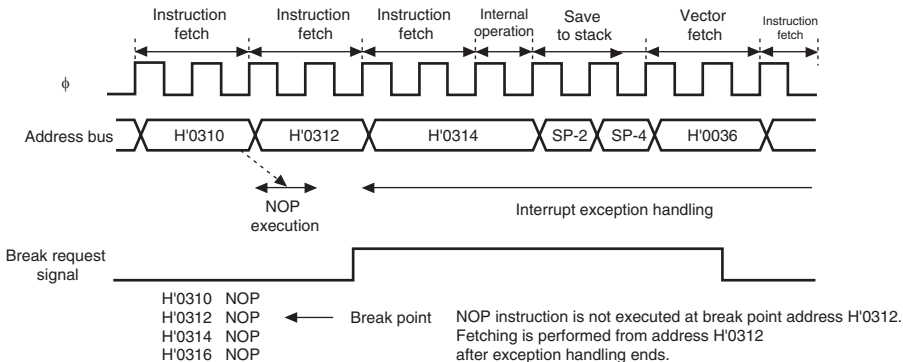 Instruction fetch
Instruction fetch
Instruction fetch
Internal operation
Save to stack
Vector fetch
Instruction fetch
ϕ
Address bus
H'0310
H'0312
H'0314
SP-2
SP-4
H'0036
NOP execution
Interrupt exception handling
Break request signal
H'0310 NOP
H'0312 NOP
H'0314 NOP
H'0316 NOP
Break point
NOP instruction is not executed at break point address H'0312.
Fetching is performed from address H'0312
after exception handling ends.